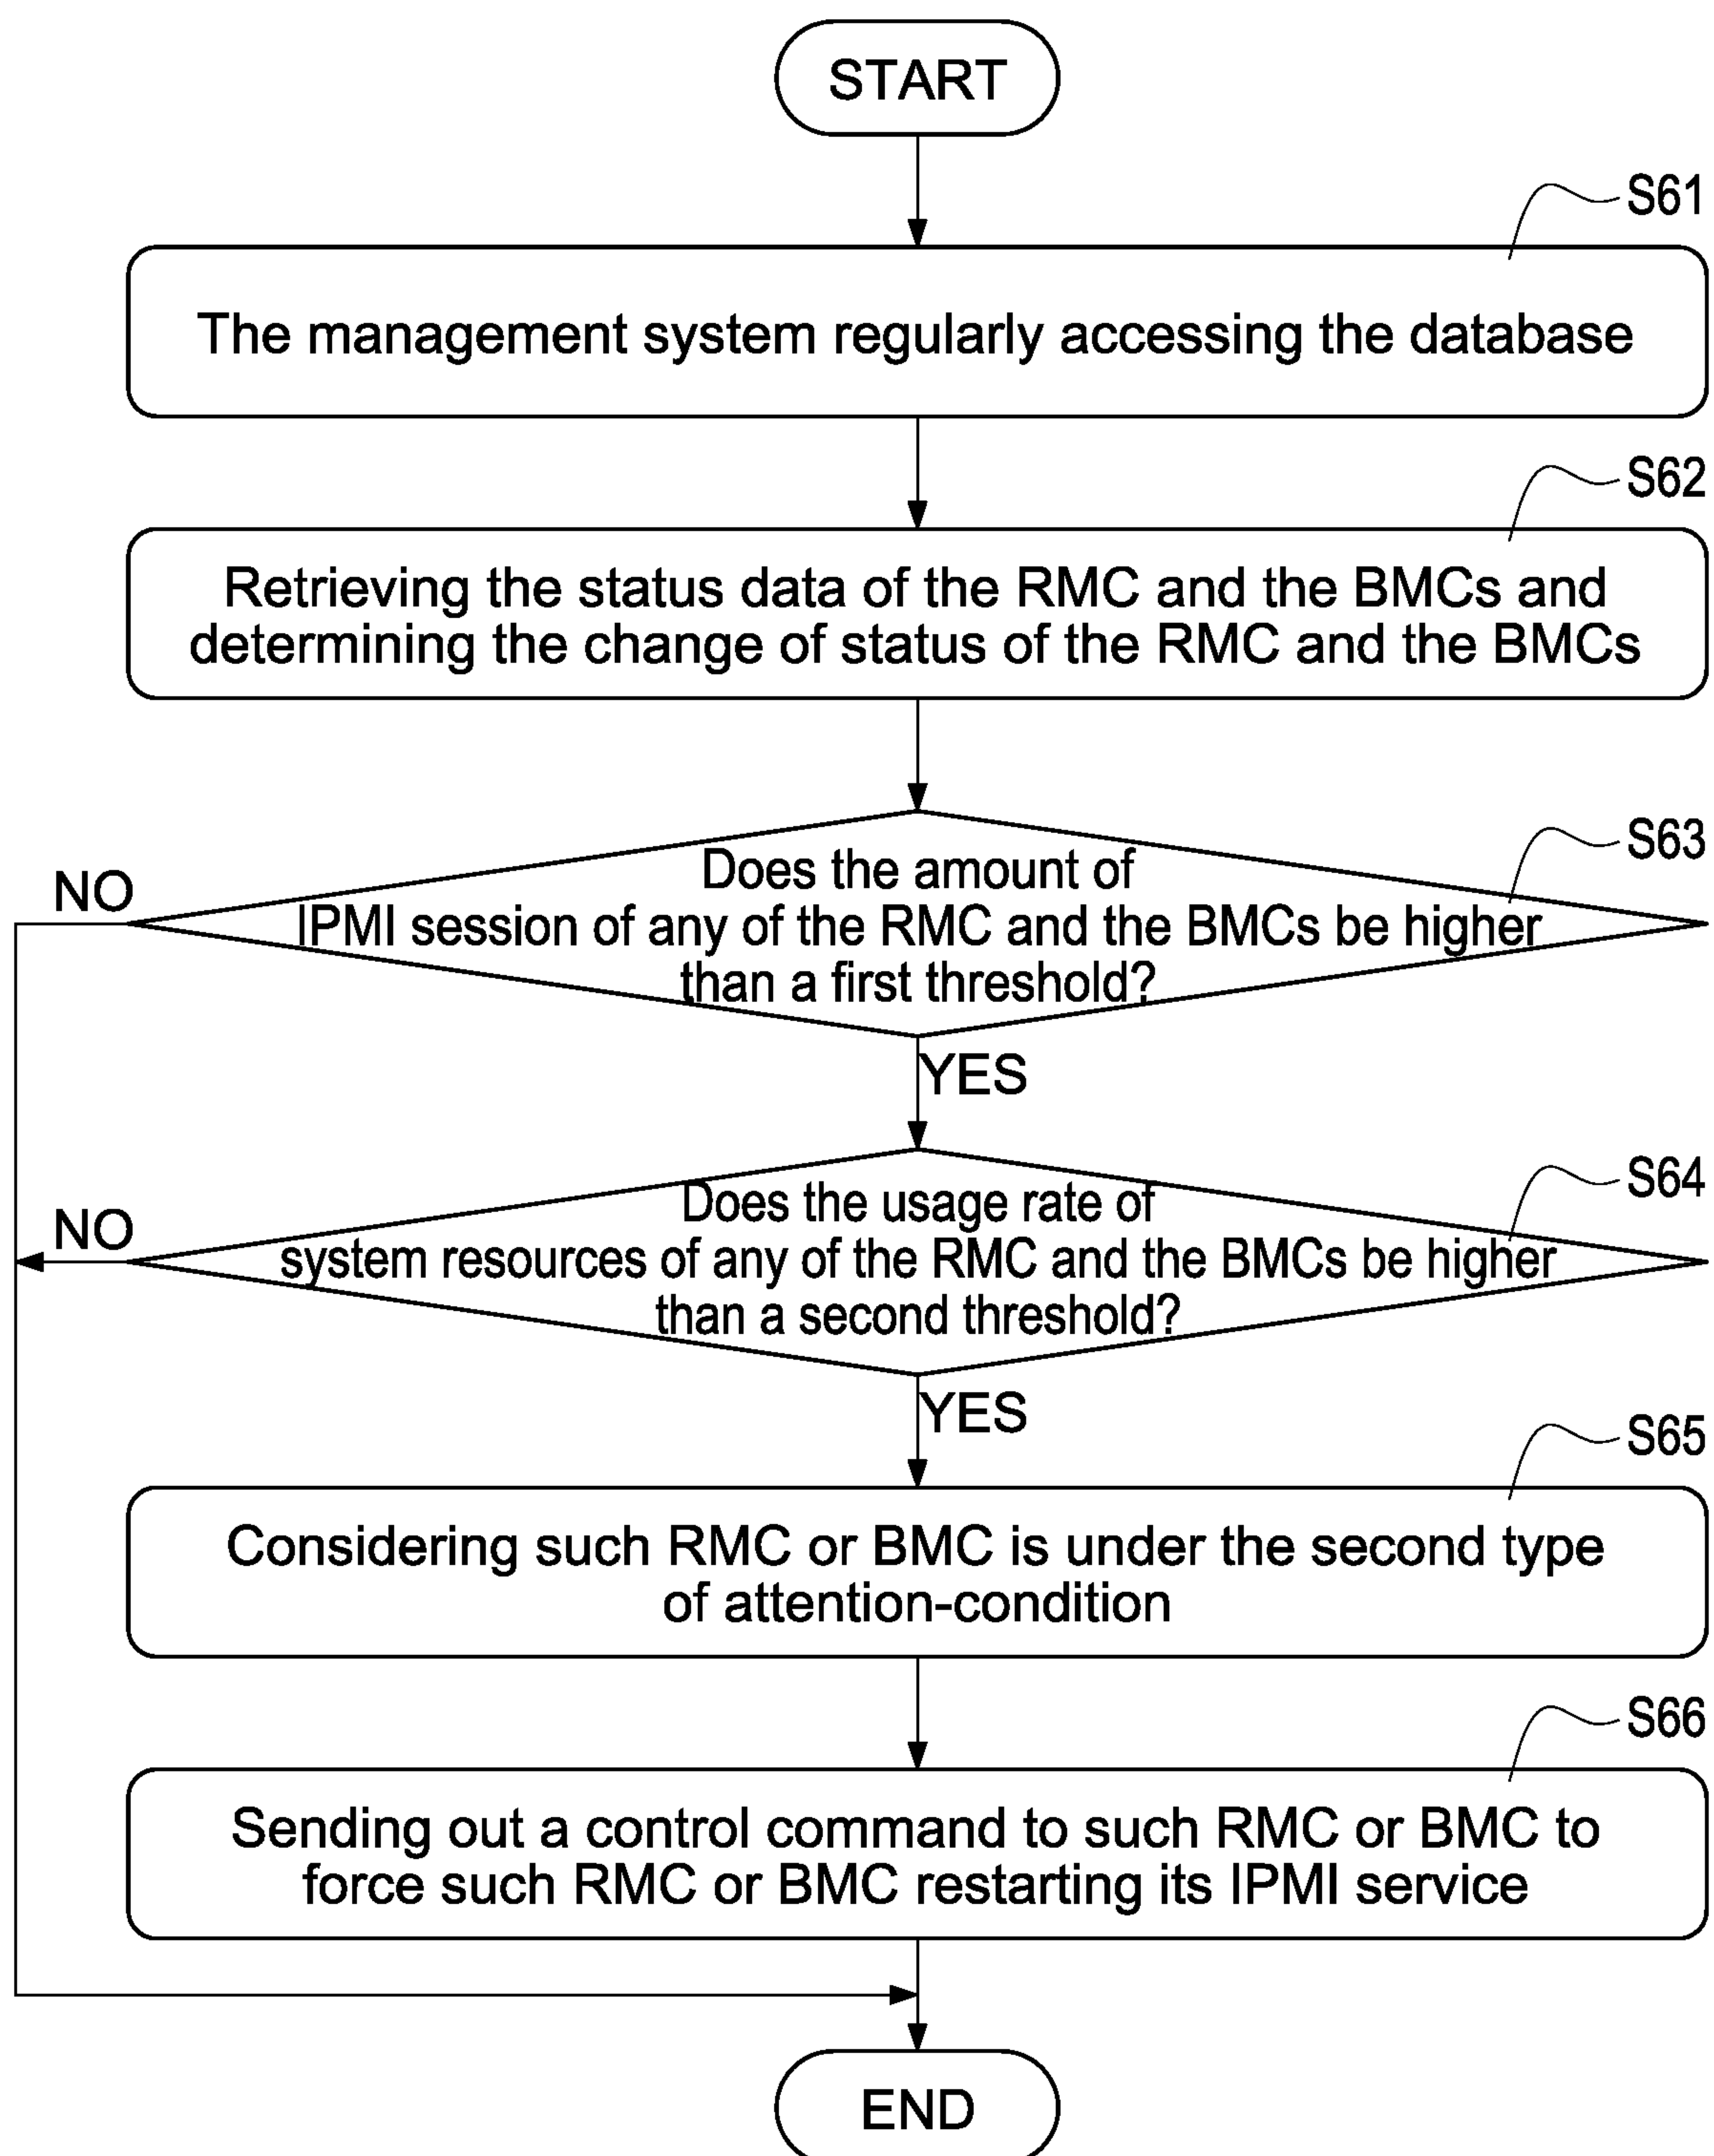 START
S61
The management system regularly accessing the database
S62
Retrieving the status data of the RMC and the BMCs and
determining the change of status of the RMC and the BMCs
S63
NO
Does the amount of
IPMI session of any of the RMC and the BMCs be higher
than a first threshold?
YES
S64
NO
Does the usage rate of
system resources of any of the RMC and the BMCs be higher
than a second threshold?
YES
S65
Considering such RMC or BMC is under the second type
of attention-condition
S66
Sending out a control command to such RMC or BMC to
force such RMC or BMC restarting its IPMI service
END